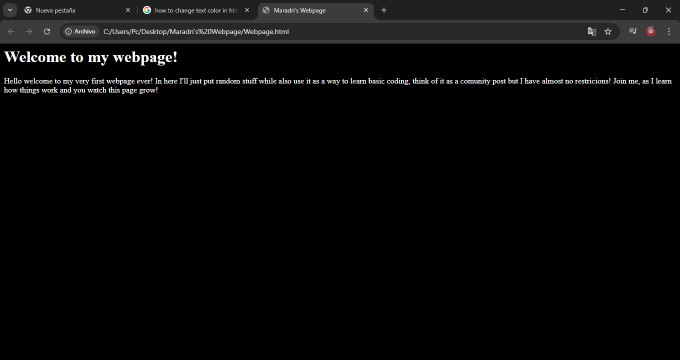 Nueva pestaña
how to change text color in htm
Maradri's Webpage
Archivo
C:/Users/Pc/Desktop/Maradri's%20Webpage/Webpage.html
Welcome to my webpage!
Hello welcome to my very first webpage ever! In here I'll just put random stuff while also use it as a way to learn basic coding, think of it as a comunity post but I have almost no restricions! Join me, as I learn
how things work and you watch this page grow!